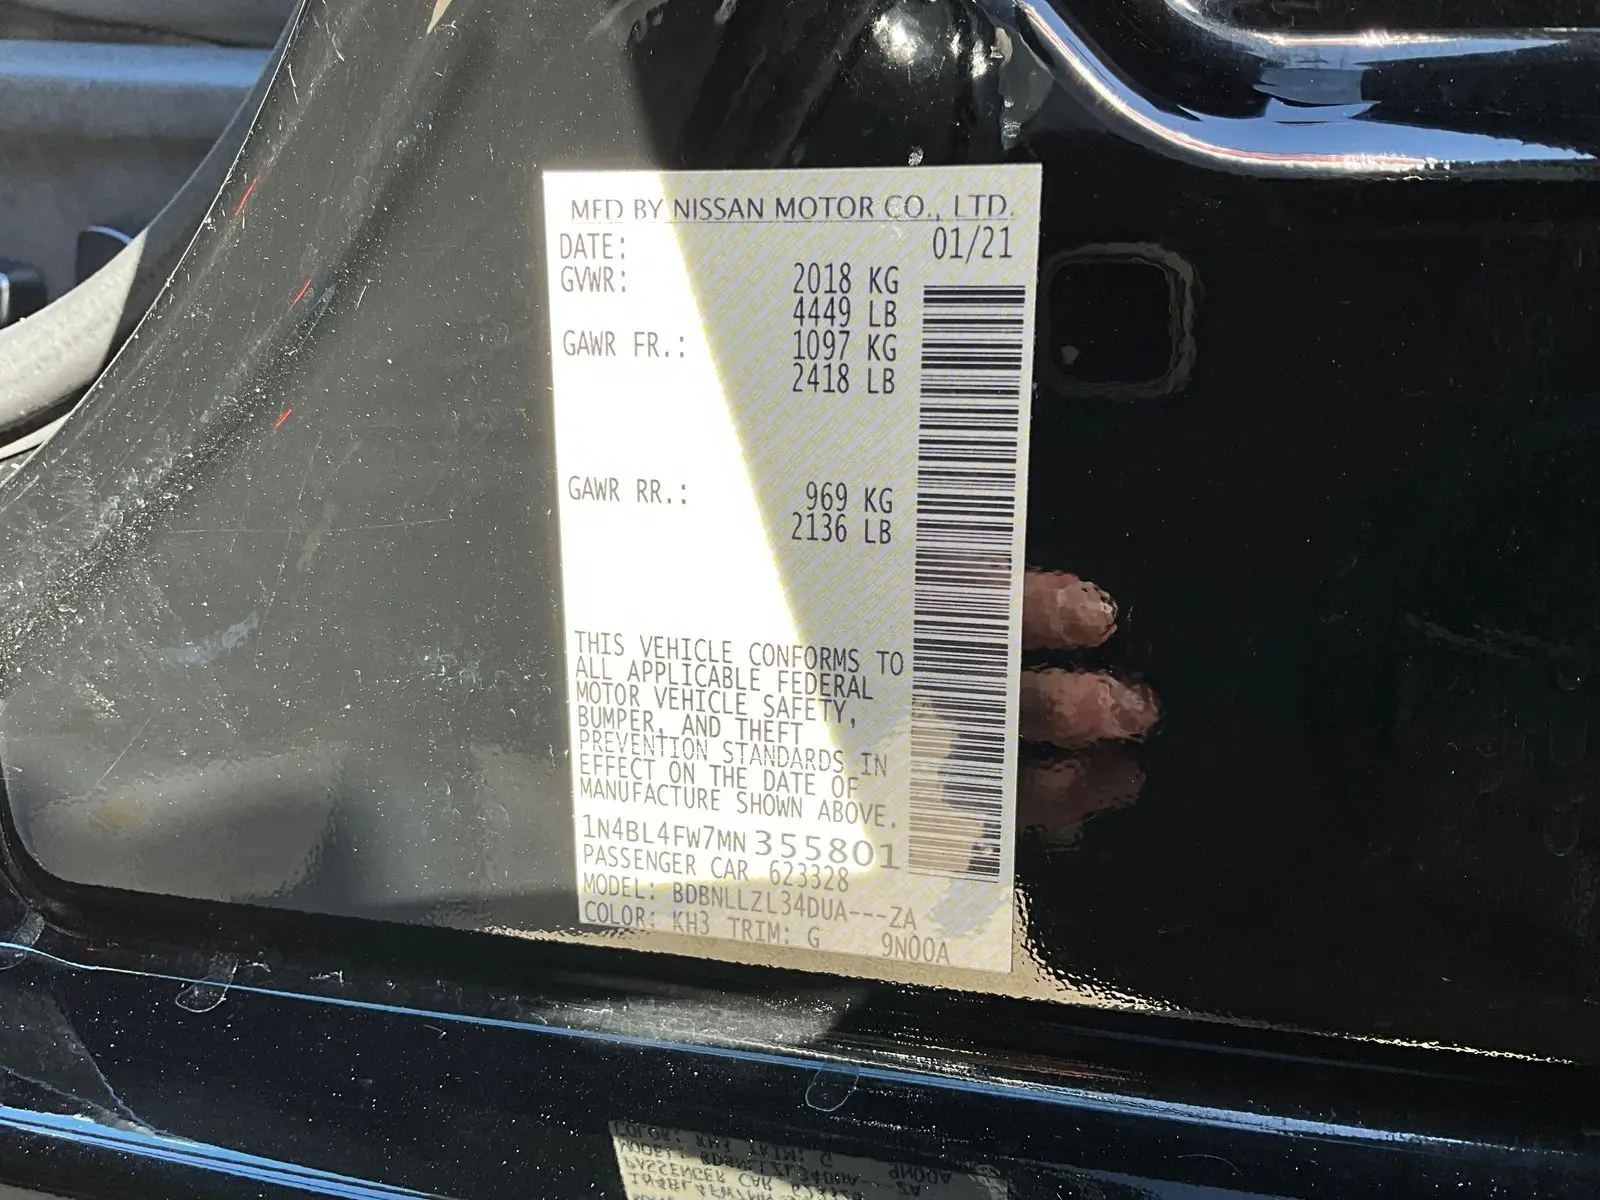 MFD BY NISSAN MOTOR CO., LTD.
DATE: 01/21
GVWR: 2018 KG
4449 LB
GAWR FR.: 1097 KG
2418 LB
GAWR RR.: 969 KG
2136 LB
THIS VEHICLE CONFORMS TO
ALL APPLICABLE FEDERAL
MOTOR VEHICLE SAFETY,
BUMPER, AND THEFT
PREVENTION STANDARDS IN
EFFECT ON THE DATE OF
MANUFACTURE SHOWN ABOVE.
1N4BL4FW7MN355801
PASSENGER CAR 623328
MODEL: BDBNLLZL34DUA---ZA
COLOR: KH3 TRIM: G 9N00A